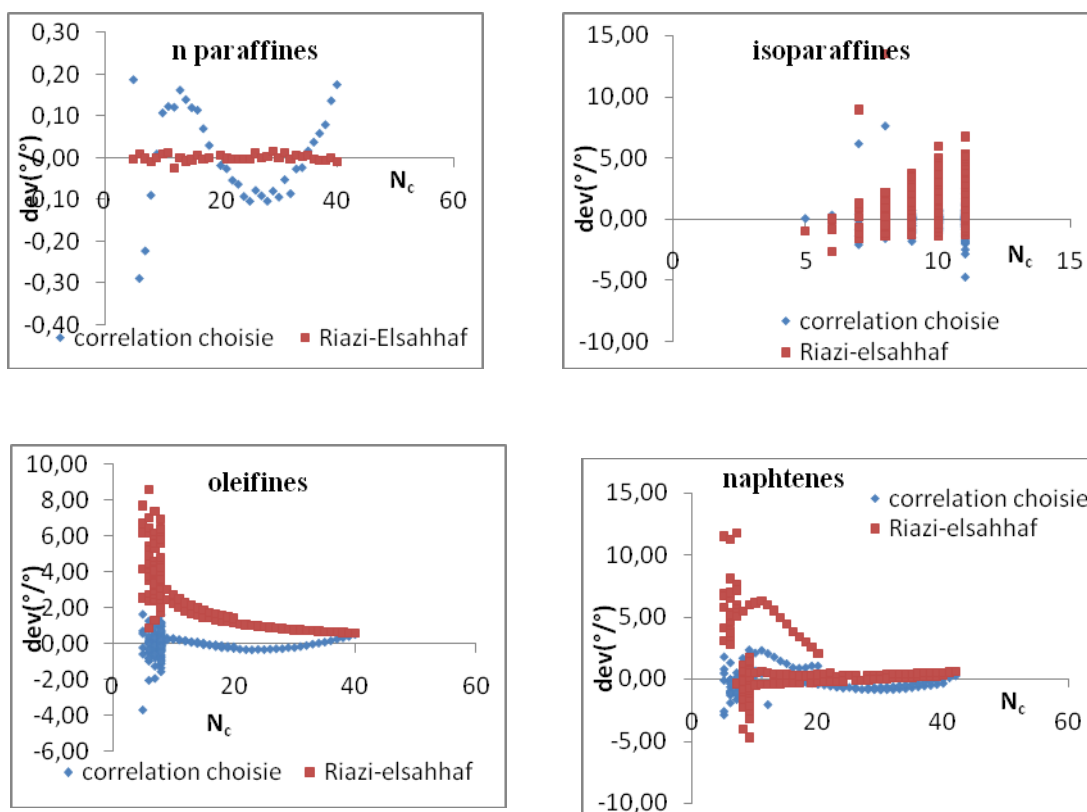 n paraffines
dev(°/°)
0,30
0,20
0,10
0,00
-0,10
-0,20
-0,30
-0,40
0 20 40 60
Nc
correlation choisie Riazi-Elsahhaf
isoparaffines
dev(°/°)
15,00
10,00
5,00
0,00
-5,00
-10,00
0 5 10 15
Nc
correlation choisie
Riazi-elsahhaf
oleifines
dev(°/°)
10,00
8,00
6,00
4,00
2,00
0,00
-2,00
-4,00
-6,00
0 20 40 60
Nc
correlation choisie Riazi-elsahhaf
naphtenes
correlation choisie
Riazi-elsahhaf
dev(°/°)
15,00
10,00
5,00
0,00
-5,00
-10,00
0 20 40 60
Nc